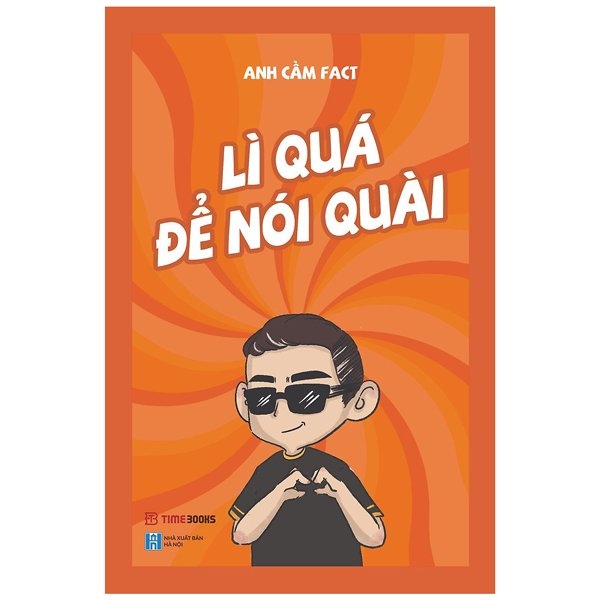 ANH CẦM FACT
LÌ QUÁ
ĐỂ NÓI QUÀI
TIMEBOOKS
NHÀ XUẤT BẢN
HÀ NỘI